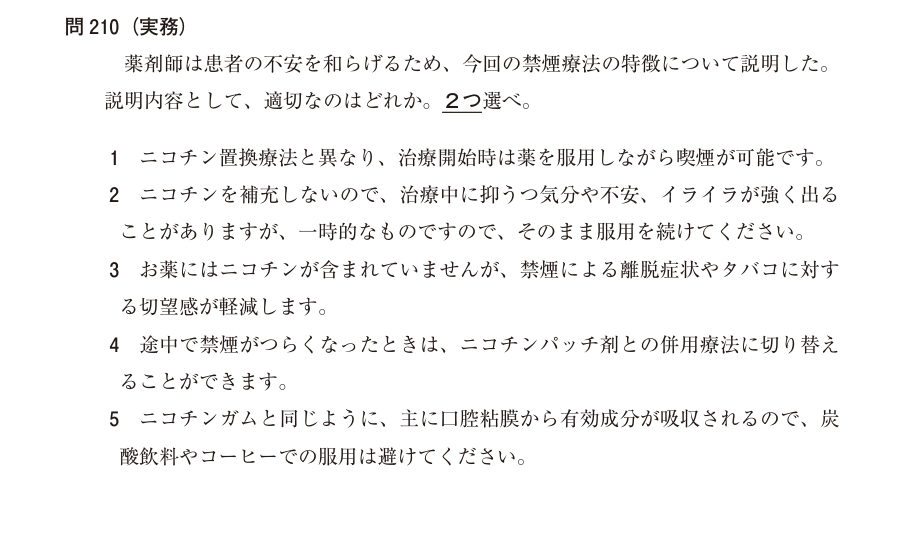 問 210（実務）
薬剤師は患者の不安を和らげるため、今回の禁煙療法の特徴について説明した。
説明内容として、適切なのはどれか。２つ選べ。
1 ニコチン置換療法と異なり、治療開始時は薬を服用しながら喫煙が可能です。
2 ニコチンを補充しないので、治療中に抑うつ気分や不安、イライラが強く出る
ことがありますが、一時的なものですので、そのまま服用を続けてください。
3 お薬にはニコチンが含まれていませんが、禁煙による離脱症状やタバコに対す
る切望感が軽減します。
4 途中で禁煙がつらくなったときは、ニコチンパッチ剤との併用療法に切り替え
ることができます。
5 ニコチンガムと同じように、主に口腔粘膜から有効成分が吸収されるので、炭
酸飲料やコーヒーでの服用は避けてください。